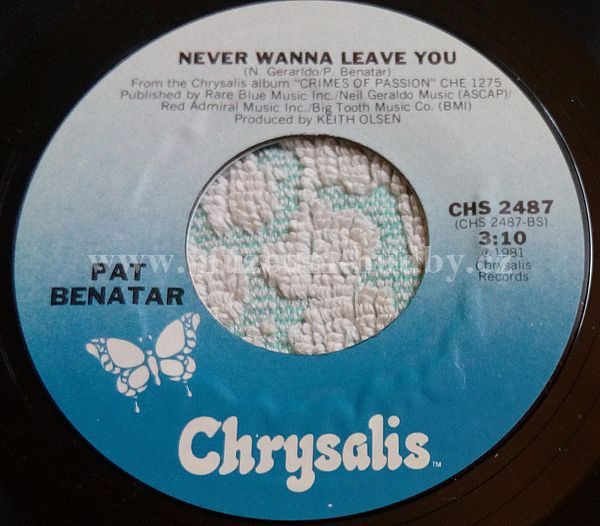 NEVER WANNA LEAVE YOU
(N. Geraldo/P. Benatar)
From the Chrysalis album "CRIMES OF PASSION" CHE 1275
Published by Rare Blue Music Inc./Neil Geraldo Music (ASCAP)/
Red Admiral Music Inc./Big Tooth Music Co. (BMI)
Produced by KEITH OLSEN
CHS 2487
(CHS 2487-BS)
3:10
℗1981
Chrysalis
Records
PAT
BENATAR
Chrysalis™